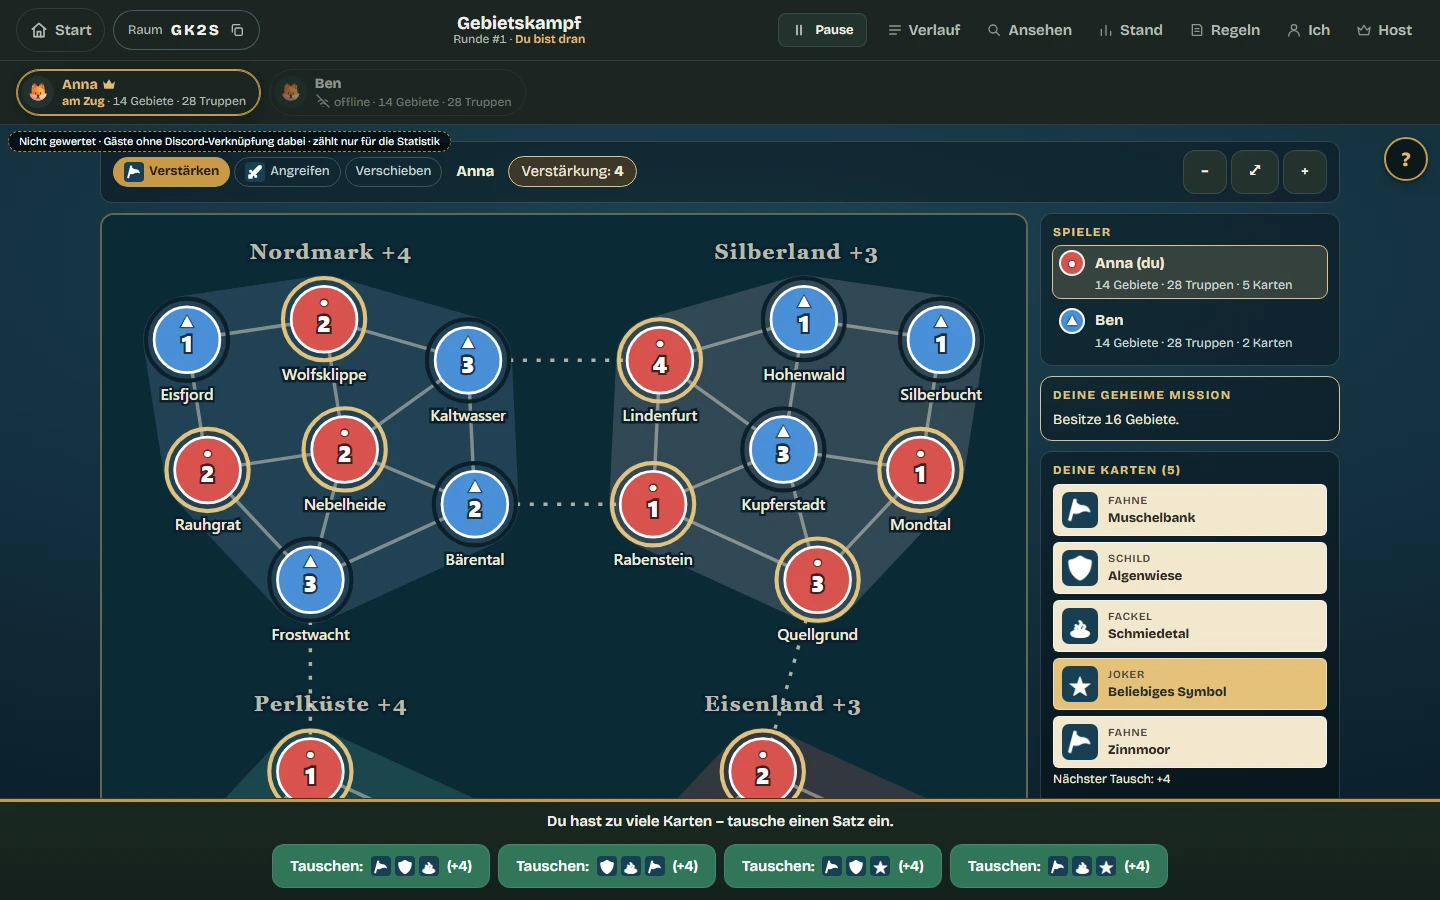 Start
Raum GK2S
Gebietskampf
Runde #1 · Du bist dran
Pause
Verlauf
Ansehen
Stand
Regeln
Ich
Host
Anna
am Zug · 14 Gebiete · 28 Truppen
Ben
offline · 14 Gebiete · 28 Truppen
Nicht gewertet · Gäste ohne Discord-Verknüpfung dabei · zählt nur für die Statistik
Verstärken
Angreifen
Verschieben
Anna
Verstärkung: 4
–
+
?
Nordmark +4
Silberland +3
1
Eisfjord
2
Wolfsklippe
3
Kaltwasser
4
Lindenfurt
1
Hohenwald
1
Silberbucht
2
Rauhgrat
2
Nebelheide
2
Bärental
1
Rabenstein
3
Kupferstadt
1
Mondtal
3
Frostwacht
3
Quellgrund
Perlküste +4
Eisenland +3
1
2
SPIELER
Anna (du)
14 Gebiete · 28 Truppen · 5 Karten
Ben
14 Gebiete · 28 Truppen · 2 Karten
DEINE GEHEIME MISSION
Besitze 16 Gebiete.
DEINE KARTEN (5)
FAHNE
Muschelbank
SCHILD
Algenwiese
FACKEL
Schmiedetal
JOKER
Beliebiges Symbol
FAHNE
Zinnmoor
Nächster Tausch: +4
Du hast zu viele Karten – tausche einen Satz ein.
Tauschen: (+4)
Tauschen: (+4)
Tauschen: (+4)
Tauschen: (+4)